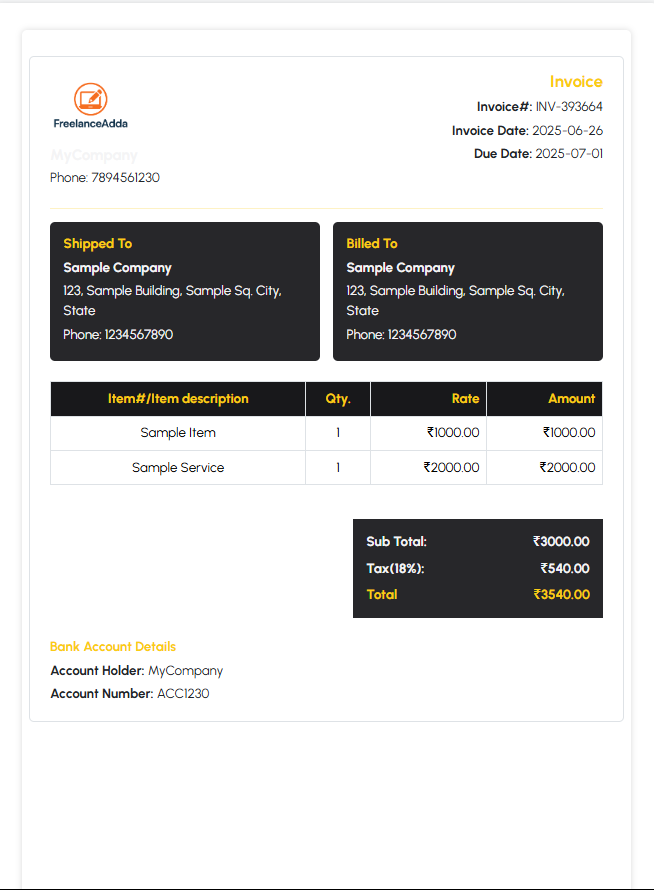 FreelanceAdda
MyCompany
Phone: 7894561230
Invoice
Invoice#: INV-393664
Invoice Date: 2025-06-26
Due Date: 2025-07-01
Shipped To
Sample Company
123, Sample Building, Sample Sq. City,
State
Phone: 1234567890
Billed To
Sample Company
123, Sample Building, Sample Sq. City,
State
Phone: 1234567890
Item#/Item description Qty. Rate Amount
Sample Item 1 ₹1000.00 ₹1000.00
Sample Service 1 ₹2000.00 ₹2000.00
Sub Total: ₹3000.00
Tax(18%): ₹540.00
Total ₹3540.00
Bank Account Details
Account Holder: MyCompany
Account Number: ACC1230